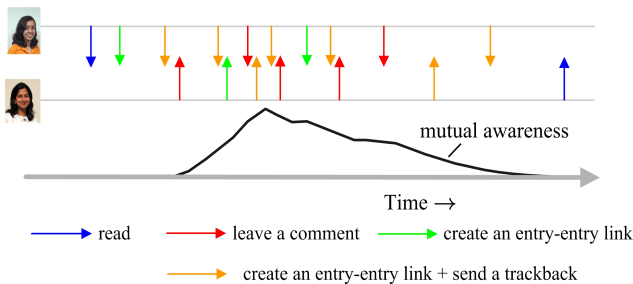 mutual awareness
Time →
read
leave a comment
create an entry-entry link
create an entry-entry link + send a trackback